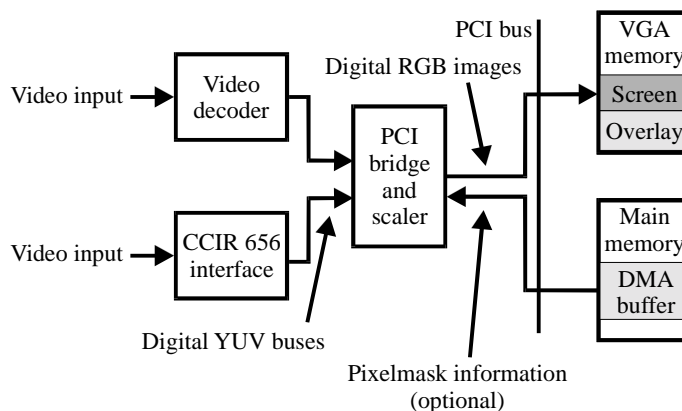 PCI bus
VGA
memory
Screen
Overlay
Digital RGB images
Video input
Video
decoder
PCI
bridge
and
scaler
Video input
CCIR 656
interface
Main
memory
DMA
buffer
Digital YUV buses
Pixelmask information
(optional)